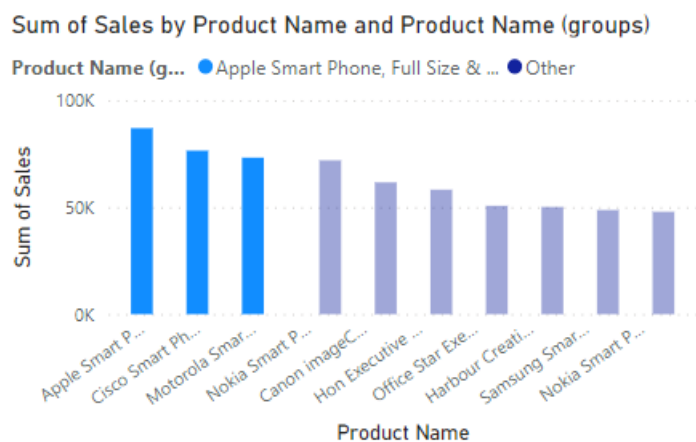 Sum of Sales by Product Name and Product Name (groups)
Product Name (g... Apple Smart Phone, Full Size & ... Other
100K
50K
0K
Sum of Sales
Apple Smart P...
Cisco Smart Ph...
Motorola Smar...
Nokia Smart P...
Canon imageC...
Hon Executive ...
Office Star Exe...
Harbour Creati...
Samsung Smar...
Nokia Smart P...
Product Name